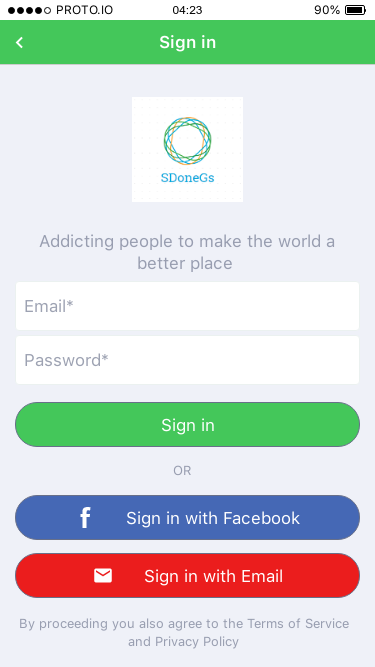 PROTO.IO 04:23 90%
Sign in
SDoneGs
Addicting people to make the world a
better place
Email*
Password*
Sign in
OR
f Sign in with Facebook
Sign in with Email
By proceeding you also agree to the Terms of Service
and Privacy Policy